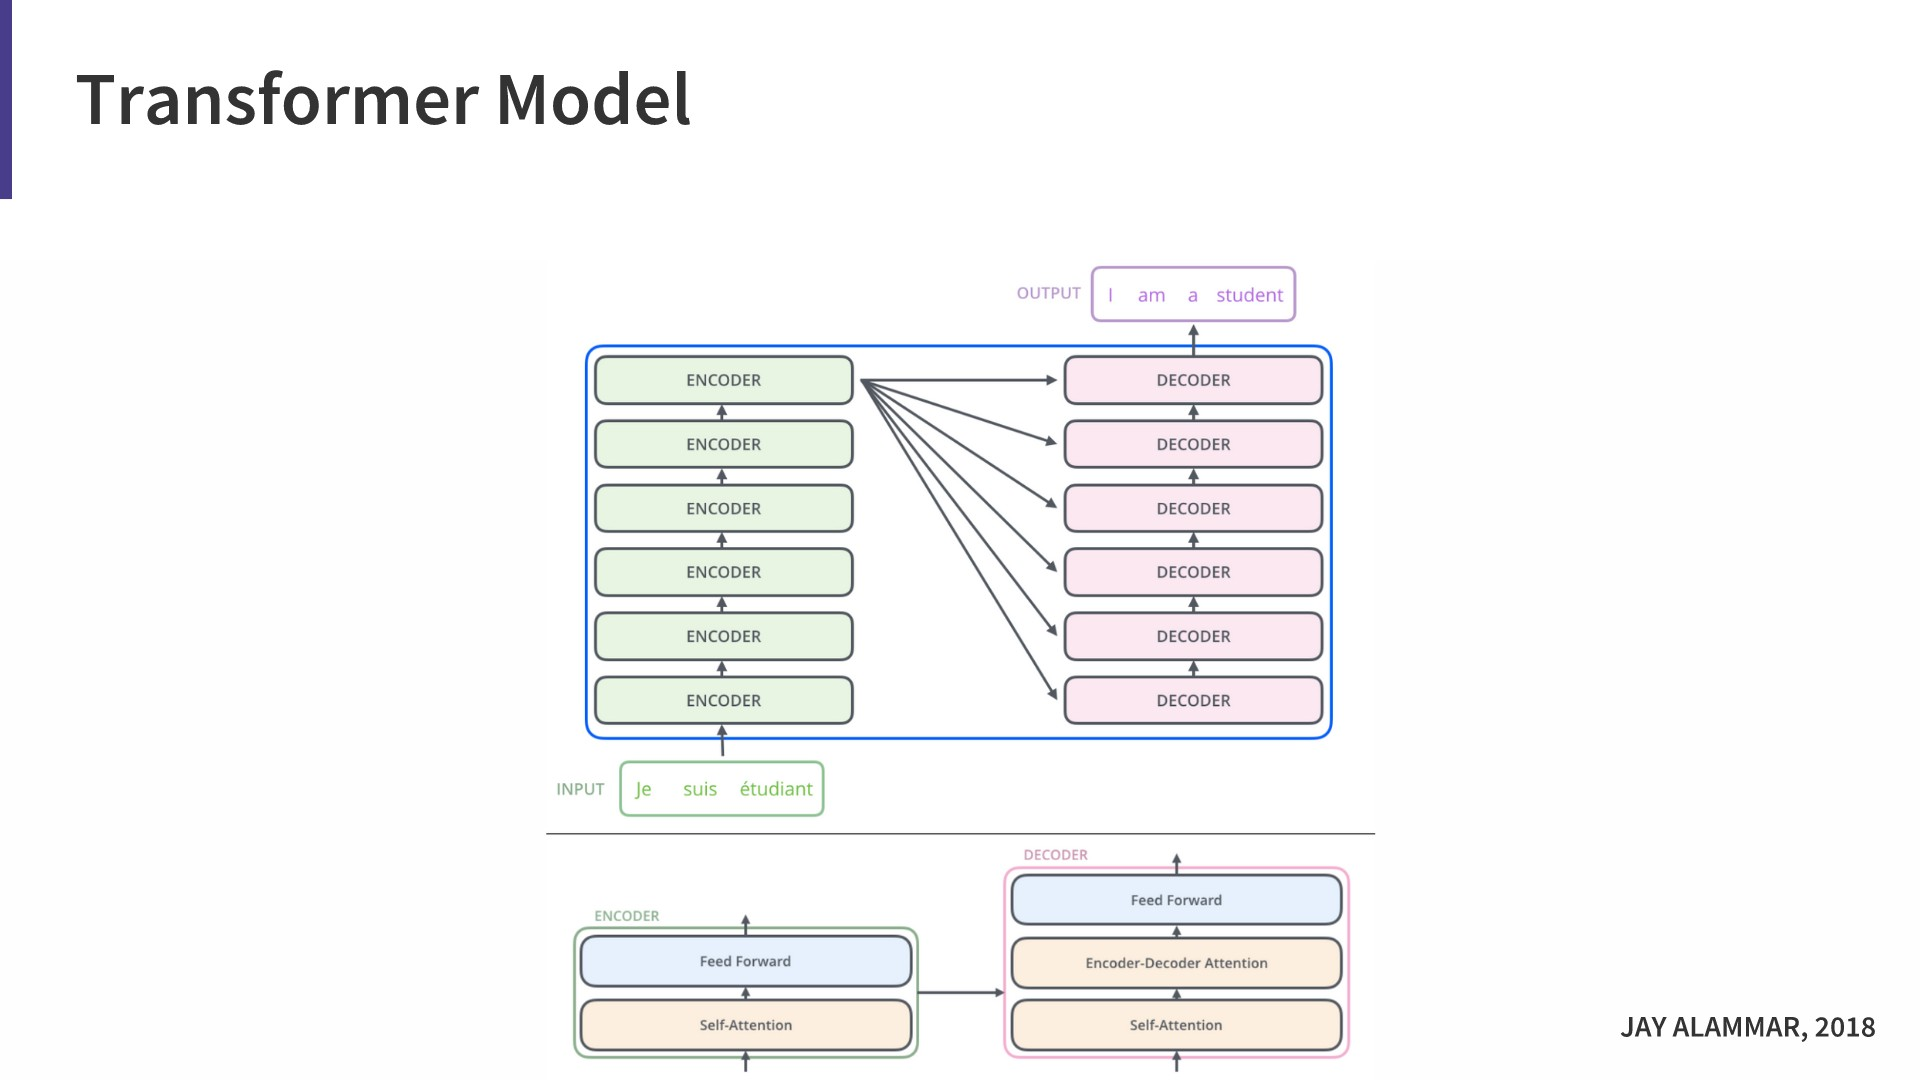 Transformer Model
OUTPUT I am a student
ENCODER
ENCODER
ENCODER
ENCODER
ENCODER
ENCODER
DECODER
DECODER
DECODER
DECODER
DECODER
DECODER
INPUT Je suis étudiant
ENCODER
Feed Forward
Self-Attention
DECODER
Feed Forward
Encoder-Decoder Attention
Self-Attention
JAY ALAMMAR, 2018